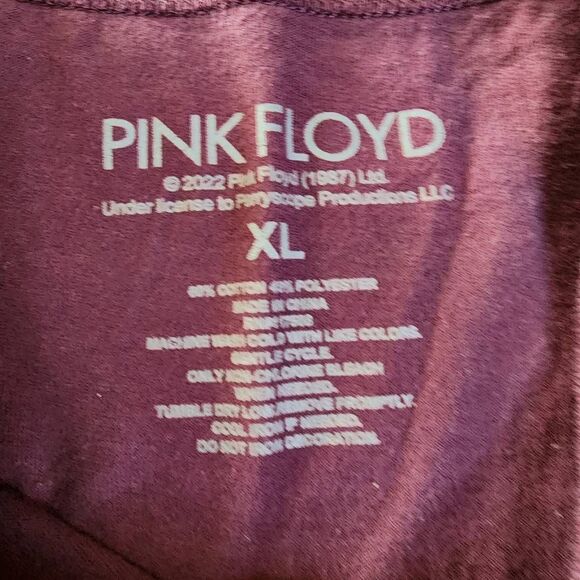 PINK FLOYD
© 2022 Pink Floyd (1987) Ltd.
Under license to Perryscope Productions LLC
XL
60% COTTON 40% POLYESTER
MADE IN CHINA
MACHINE WASH COLD WITH LIKE COLORS.
GENTLE CYCLE.
ONLY NON-CHLORINE BLEACH
WHEN NEEDED.
TUMBLE DRY LOW, REMOVE PROMPTLY.
COOL IRON IF NEEDED.
DO NOT IRON DECORATION.